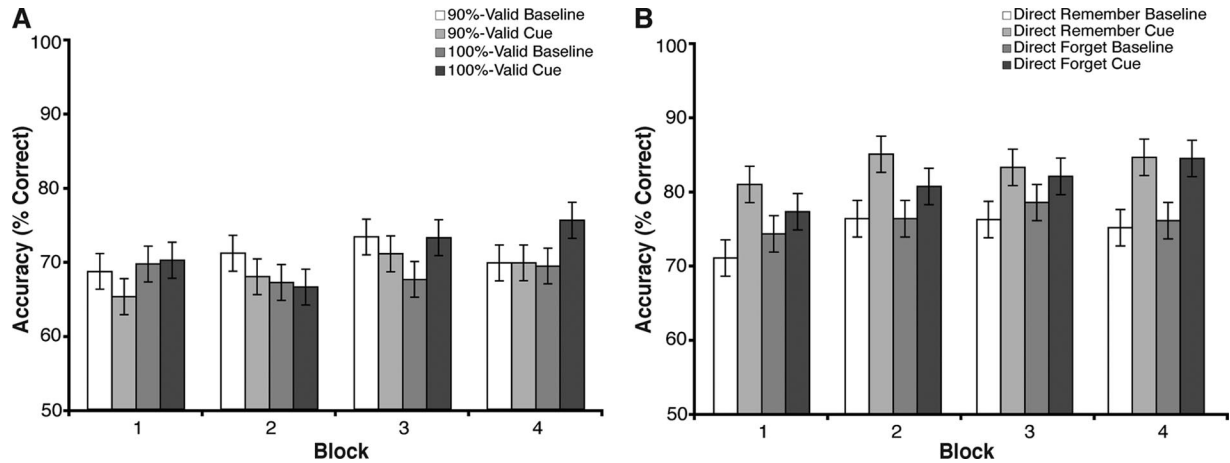 A
90%-Valid Baseline
90%-Valid Cue
100%-Valid Baseline
100%-Valid Cue
Accuracy (% Correct)
100
90
80
70
60
50
1 2 3 4
Block
B
Direct Remember Baseline
Direct Remember Cue
Direct Forget Baseline
Direct Forget Cue
Accuracy (% Correct)
100
90
80
70
60
50
1 2 3 4
Block